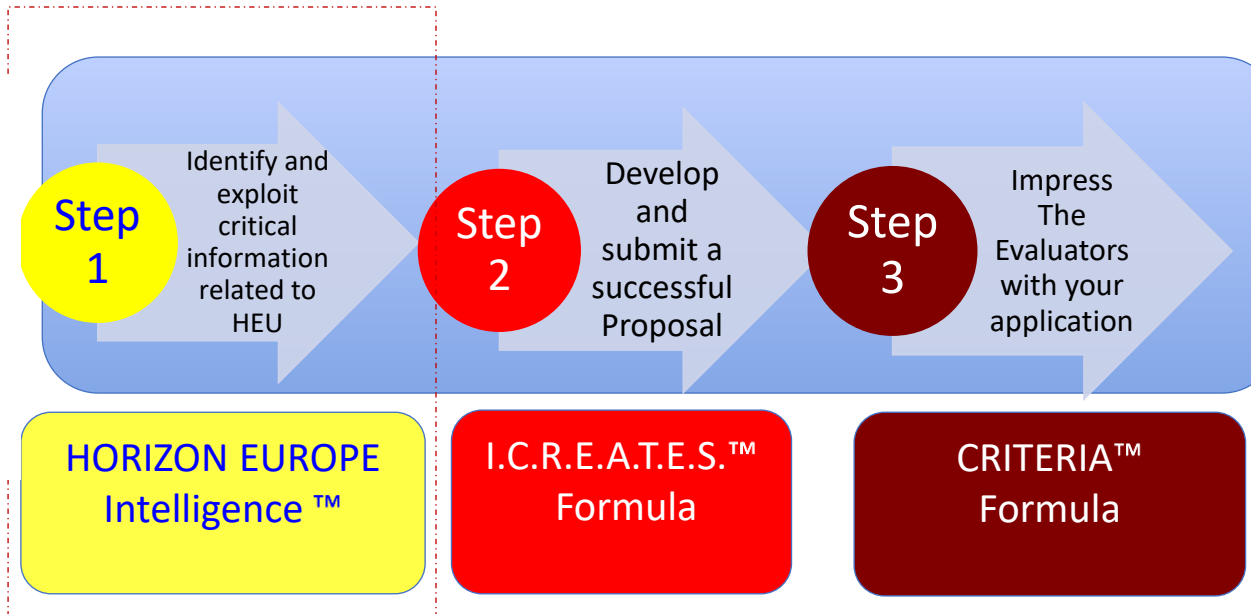 Step
1
Identify and
exploit
critical
information
related to
HEU
Step
2
Develop
and
submit a
successful
Proposal
Step
3
Impress
The
Evaluators
with your
application
HORIZON EUROPE
Intelligence ™
I.C.R.E.A.T.E.S.™
Formula
CRITERIA™
Formula